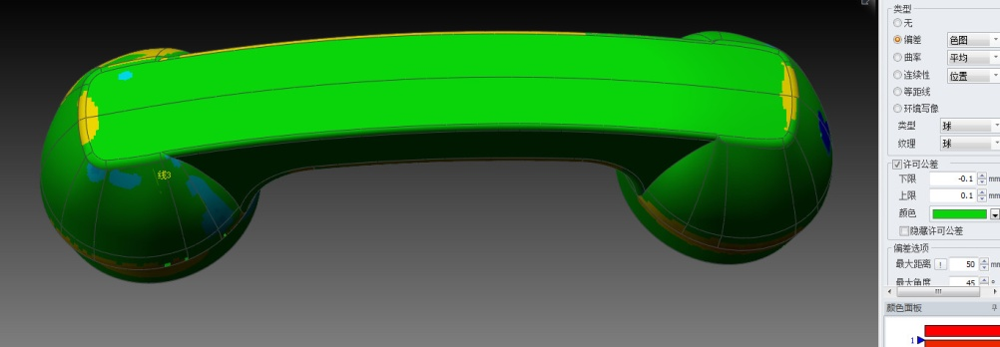 类型
无
偏差 色图
曲率 平均
连续性 位置
等距线
环境写像
类型 球
纹理 球
许可公差
下限 -0.1 mm
上限 0.1 mm
颜色
隐藏许可公差
偏差选项
最大距离 ! 50 mm
最大角度 45 °
颜色面板
1
线3